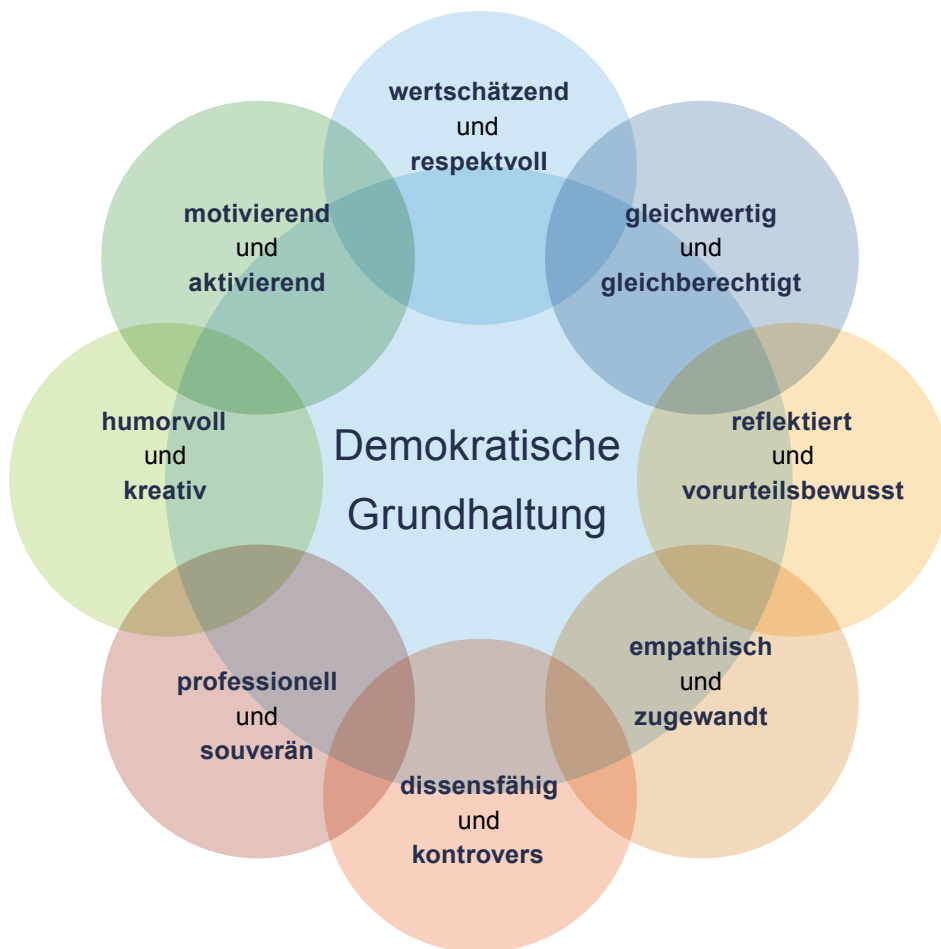 wertschätzend
und
respektvoll
gleichwertig
und
gleichberechtigt
reflektiert
und
vorurteilsbewusst
empathisch
und
zugewandt
dissensfähig
und
kontrovers
professionell
und
souverän
humorvoll
und
kreativ
motivierend
und
aktivierend
Demokratische
Grundhaltung